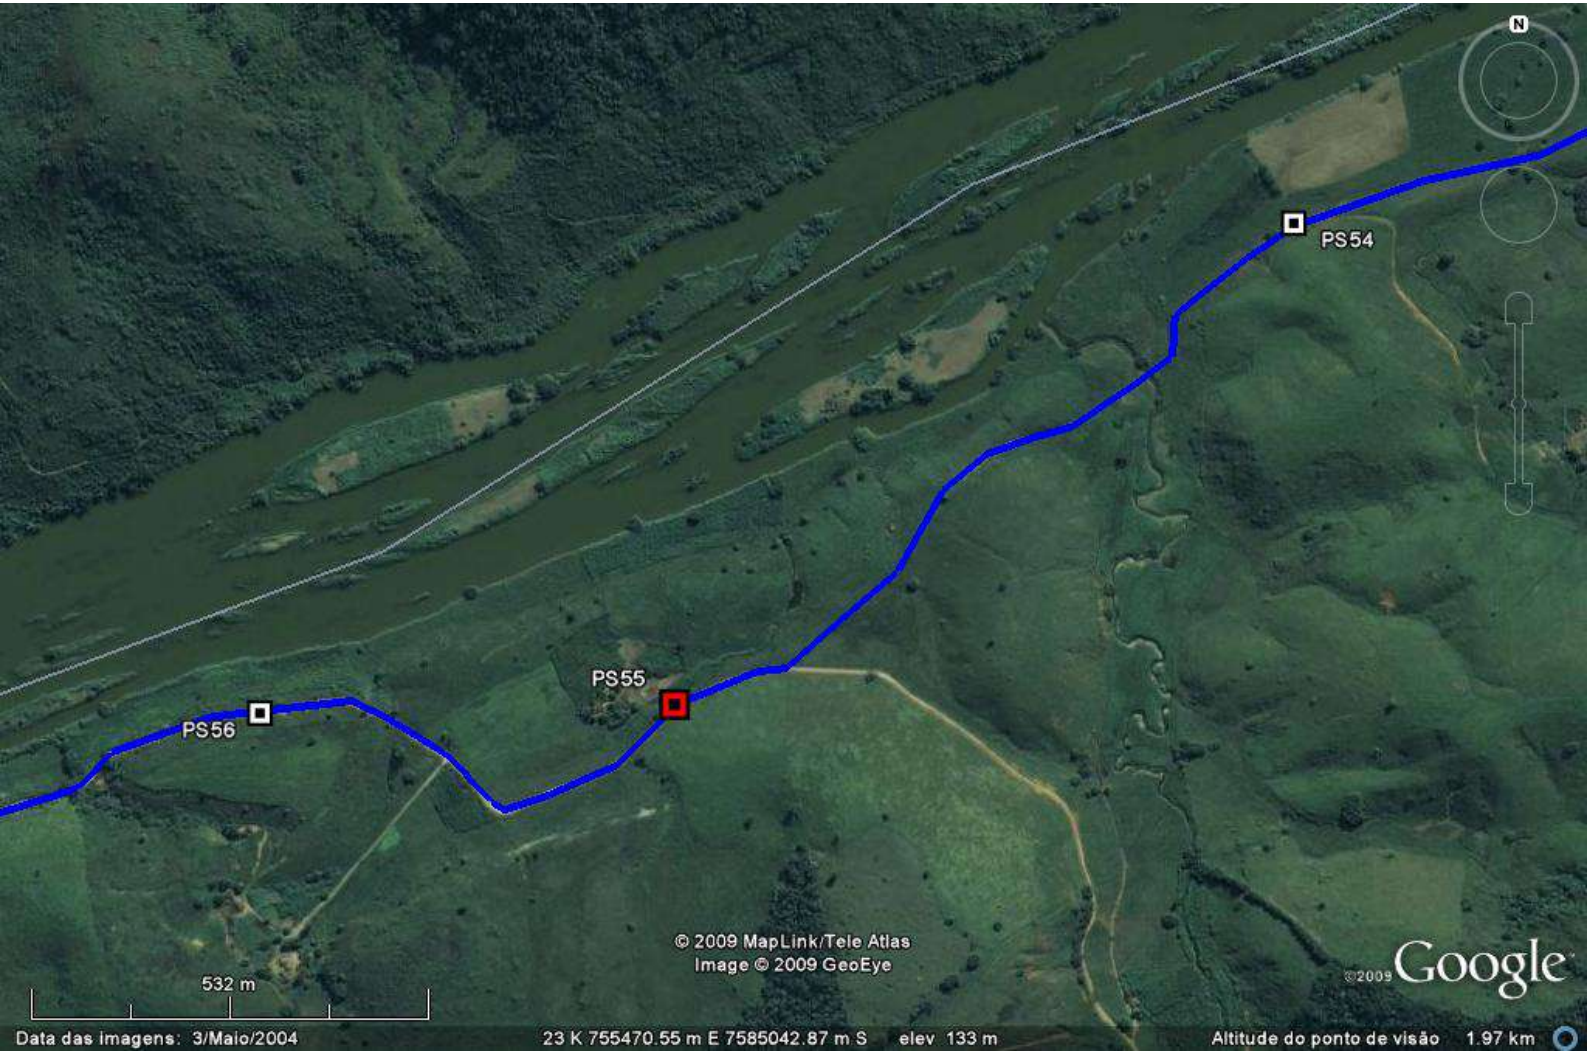 N
PS54
PS55
PS56
© 2009 MapLink/Tele Atlas
Image © 2009 GeoEye
©2009 Google
532 m
Data das imagens: 3/Maio/2004 23 K 755470.55 m E 7585042.87 m S elev 133 m Altitude do ponto de visão 1.97 km